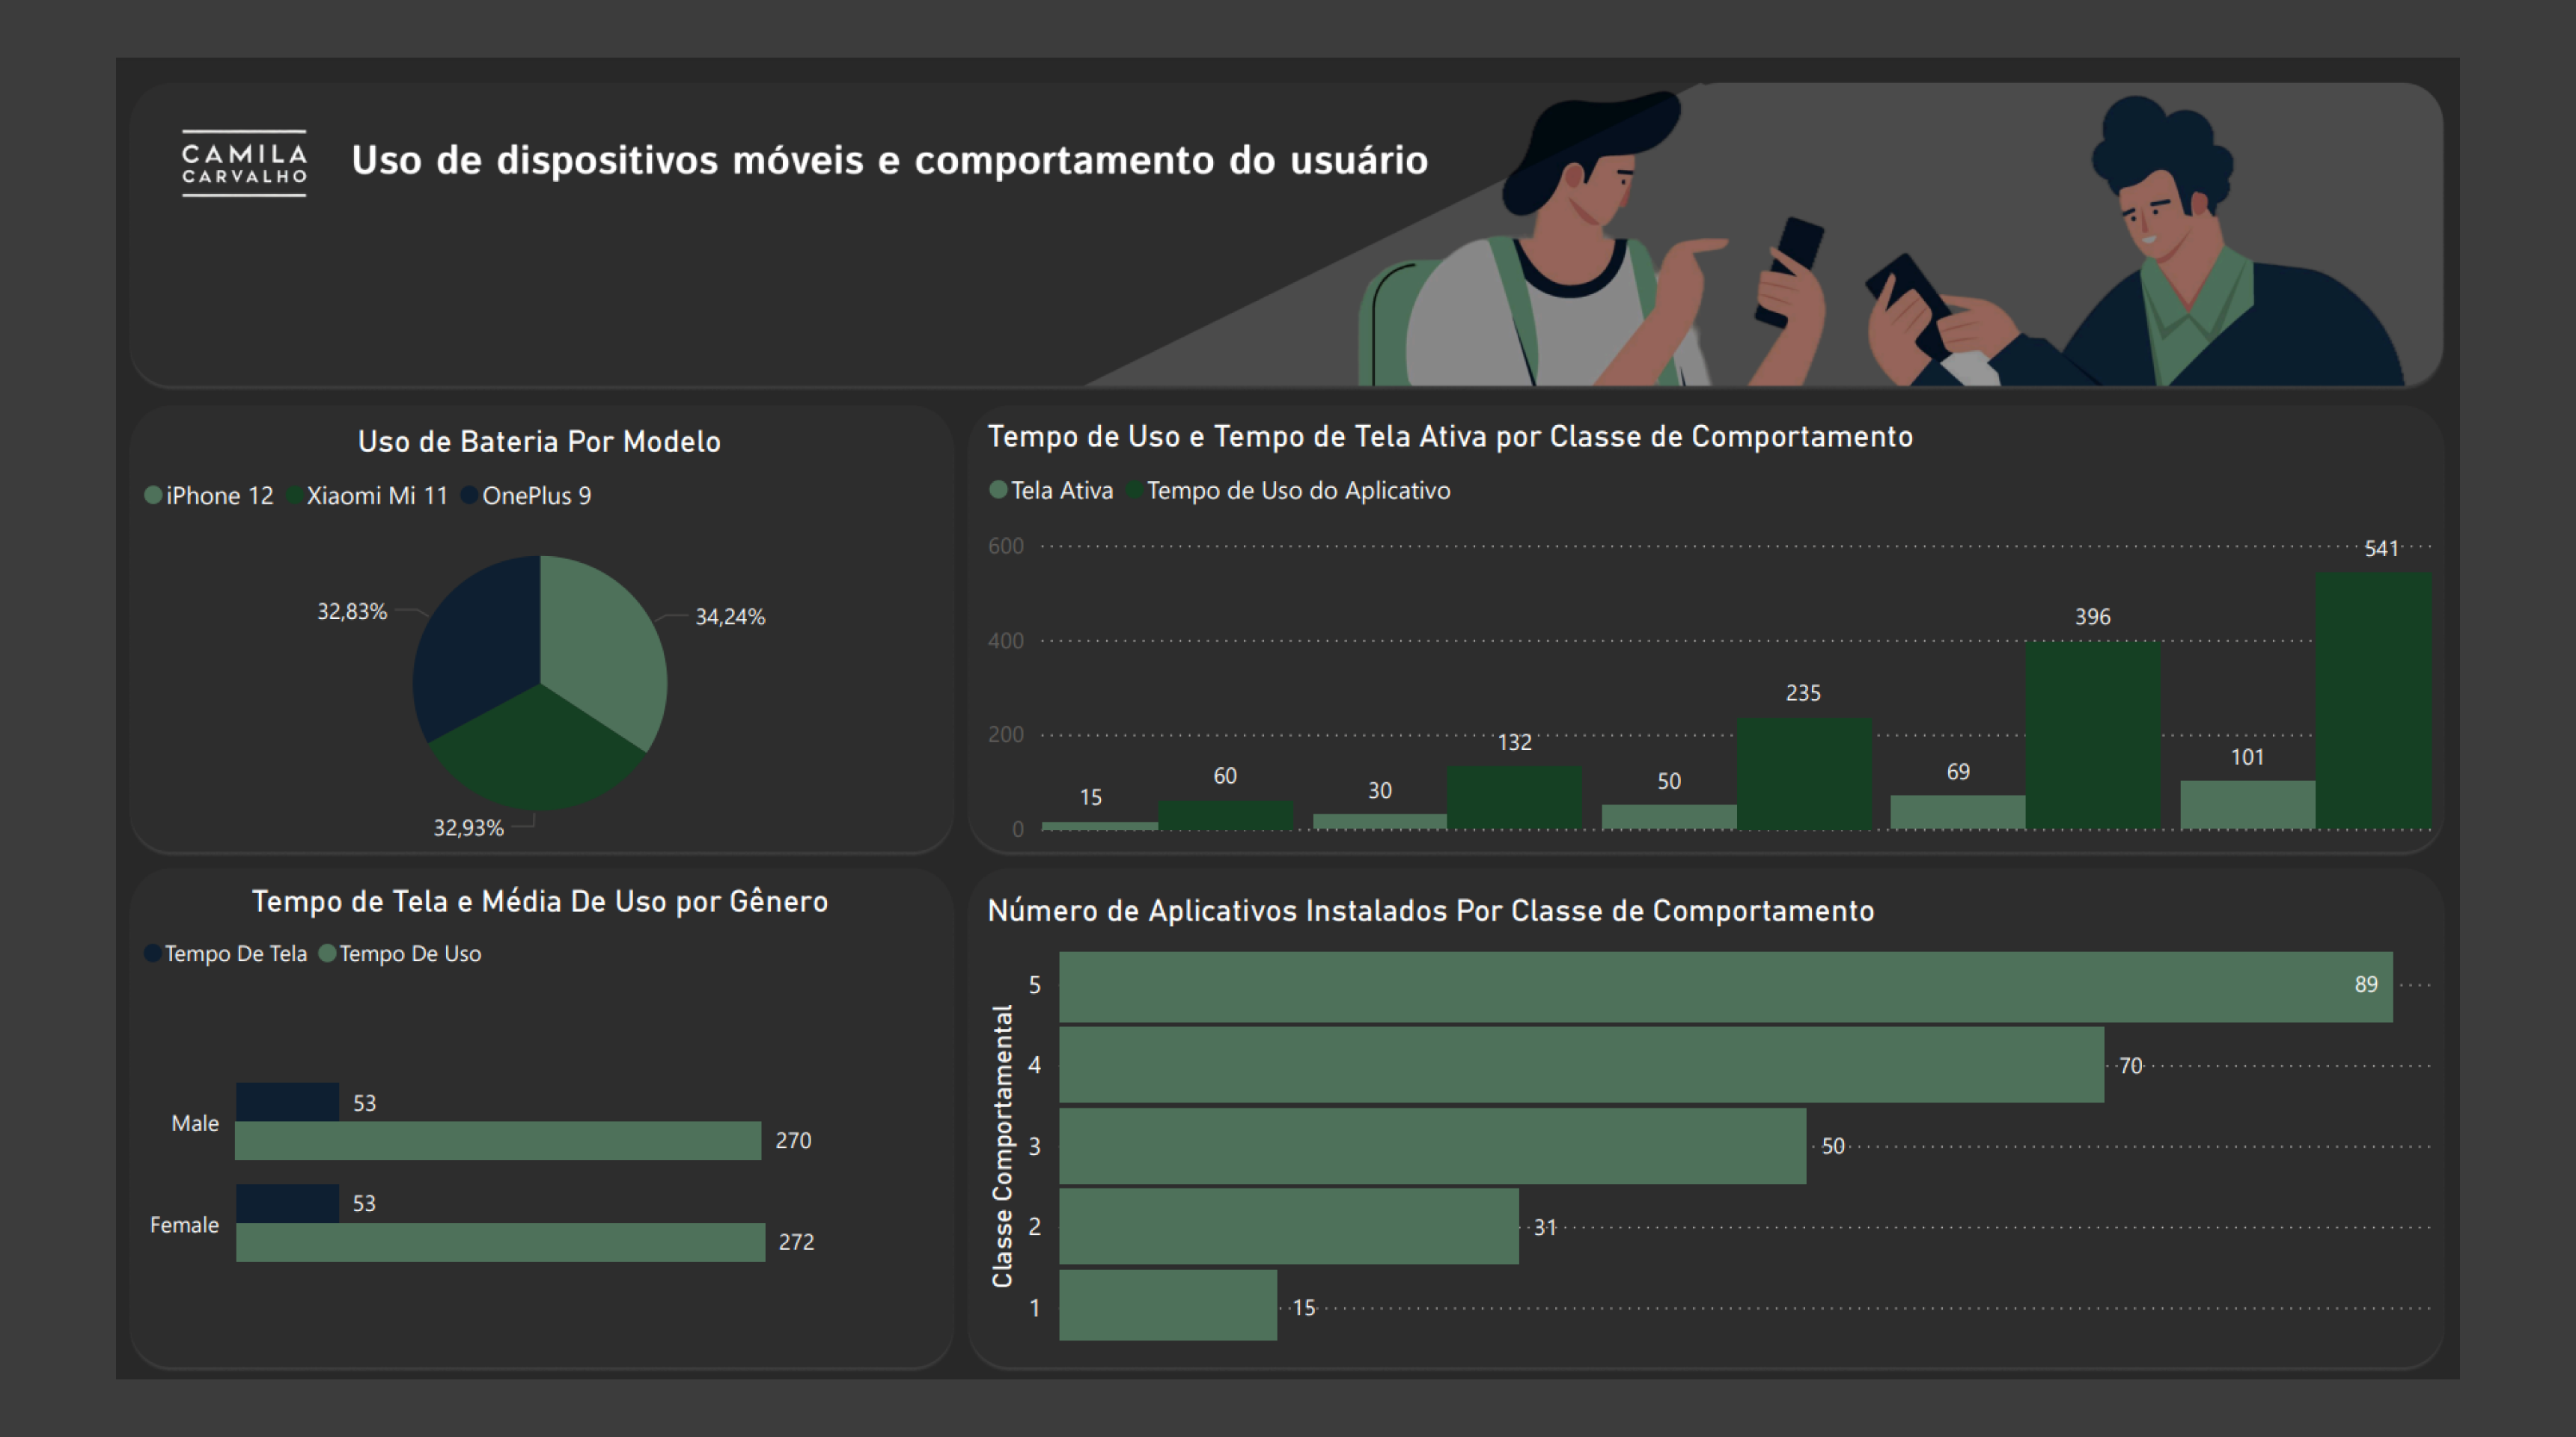 CAMILA
CARVALHO
Uso de dispositivos móveis e comportamento do usuário
Uso de Bateria Por Modelo
iPhone 12 Xiaomi Mi 11 OnePlus 9
32,83%
34,24%
32,93%
Tempo de Uso e Tempo de Tela Ativa por Classe de Comportamento
Tela Ativa Tempo de Uso do Aplicativo
600
400
200
0
15
60
30
132
50
235
69
396
101
541
Tempo de Tela e Média De Uso por Gênero
Tempo De Tela Tempo De Uso
Male
53
270
Female
53
272
Número de Aplicativos Instalados Por Classe de Comportamento
Classe Comportamental
5 89
4 70
3 50
2 31
1 15